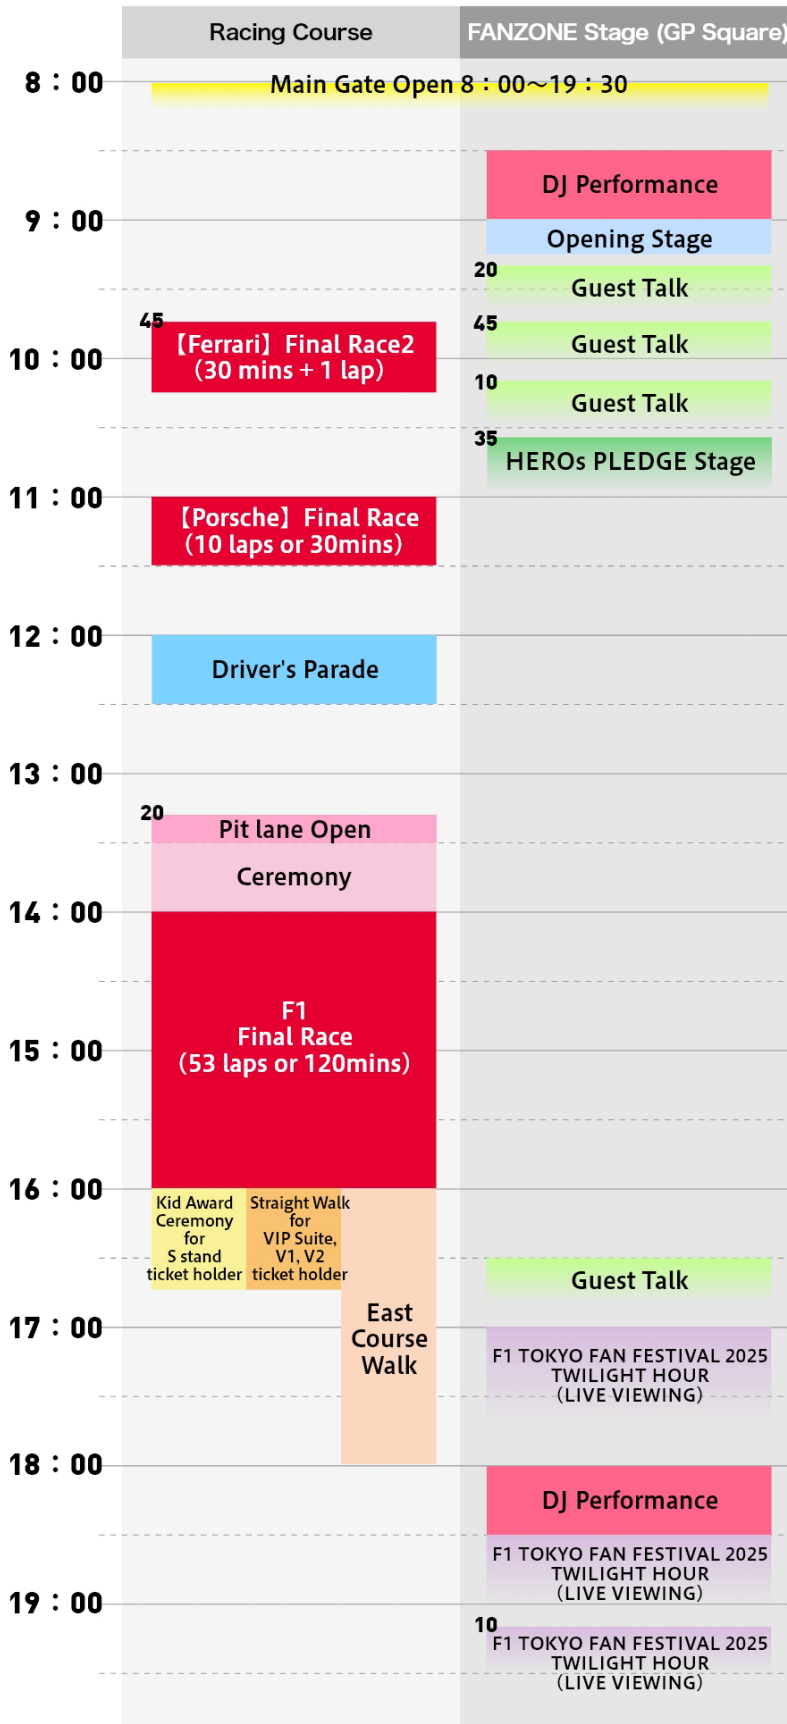 Racing Course
FANZONE Stage (GP Square)
8：00
Main Gate Open 8：00～19：30
DJ Performance
9：00
Opening Stage
20
Guest Talk
45
45
Guest Talk
【Ferrari】Final Race2
（30 mins + 1 lap）
10：00
10
Guest Talk
35
HEROs PLEDGE Stage
11：00
【Porsche】Final Race
（10 laps or 30mins）
12：00
Driver's Parade
13：00
20
Pit lane Open
Ceremony
14：00
F1
Final Race
（53 laps or 120mins）
15：00
16：00
Kid Award
Ceremony
for
S stand
ticket holder
Straight Walk
for
VIP Suite,
V1, V2
ticket holder
East
Course
Walk
Guest Talk
17：00
F1 TOKYO FAN FESTIVAL 2025
TWILIGHT HOUR
（LIVE VIEWING）
18：00
DJ Performance
F1 TOKYO FAN FESTIVAL 2025
TWILIGHT HOUR
（LIVE VIEWING）
19：00
10
F1 TOKYO FAN FESTIVAL 2025
TWILIGHT HOUR
（LIVE VIEWING）